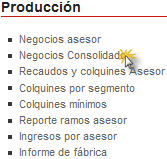 Producción
Negocios asesor
Negocios Consolidado
Recaudos y colquines Asesor
Colquines por segmento
Colquines mínimos
Reporte ramos asesor
Ingresos por asesor
Informe de fábrica